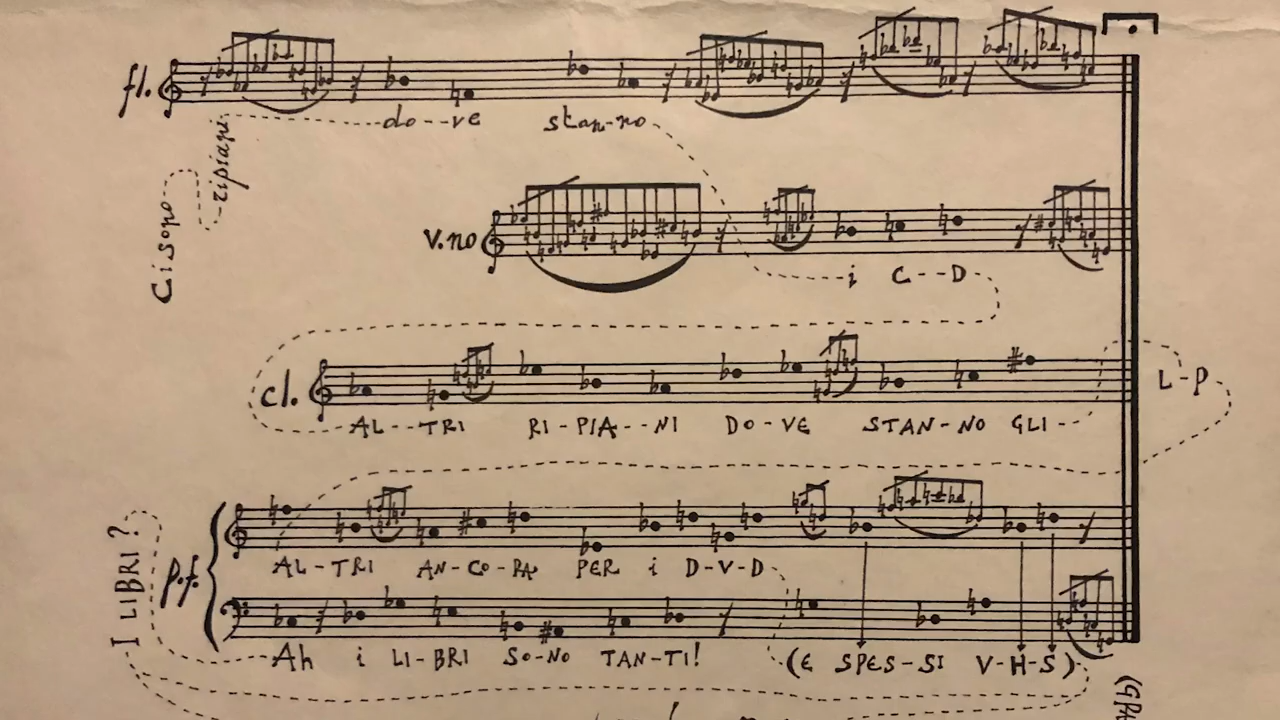 fl.
Ci sono
ripiani
do--ve stan-no
v.no
i C--D
cl.
AL--TRI RI-PIA--NI DO-VE STAN-NO GLI--
L-P
p.f.
AL-TRI AN-CO-RA PER i D-V-D
I LIBRI?
Ah i LI-BRI SO-NO TAN-TI! (E SPES-SI V-H-S)